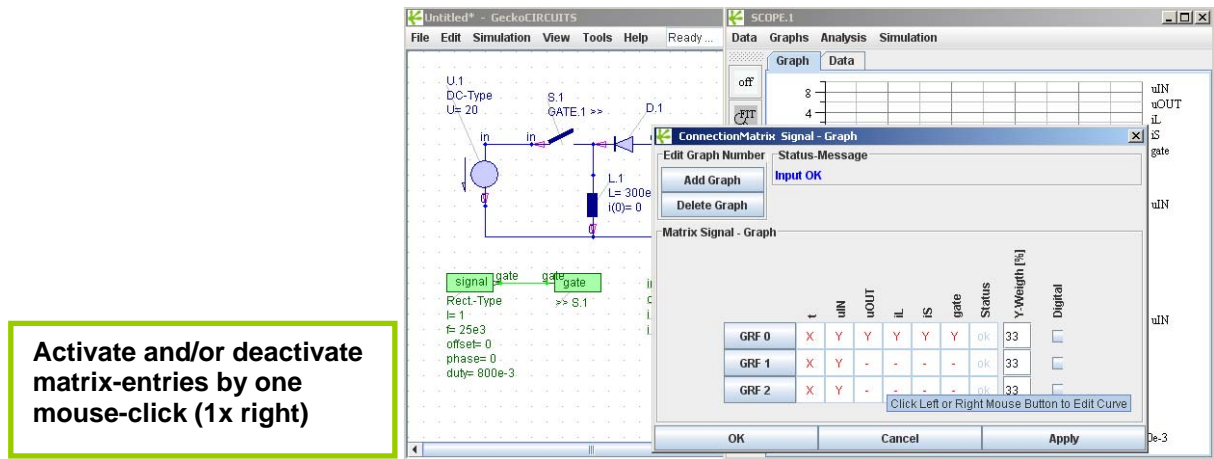 Activate and/or deactivate
matrix-entries by one
mouse-click (1x right)
Untitled* - GeckoCIRCUITS
File Edit Simulation View Tools Help Ready ...
U.1
DC-Type
U= 20
S.1
GATE.1 >>
D.1
in in
L.1
L= 300e
i(0)= 0
signal gate gate gate
Rect.-Type
I= 1
f= 25e3
offset= 0
phase= 0
duty= 800e-3
>> S.1
SCOPE.1
Data Graphs Analysis Simulation
Graph Data
off
FIT
8
4
uIN
uOUT
iL
iS
gate
uIN
uIN
0e-3
ConnectionMatrix Signal - Graph
Edit Graph Number
Add Graph
Delete Graph
Status-Message
Input OK
Matrix Signal - Graph
t uIN uOUT iL iS gate Status Y-Weigth [%] Digital
GRF 0 X Y Y Y Y Y ok 33
GRF 1 X Y - - - - ok 33
GRF 2 X Y - - - - ok 33
Click Left or Right Mouse Button to Edit Curve
OK Cancel Apply